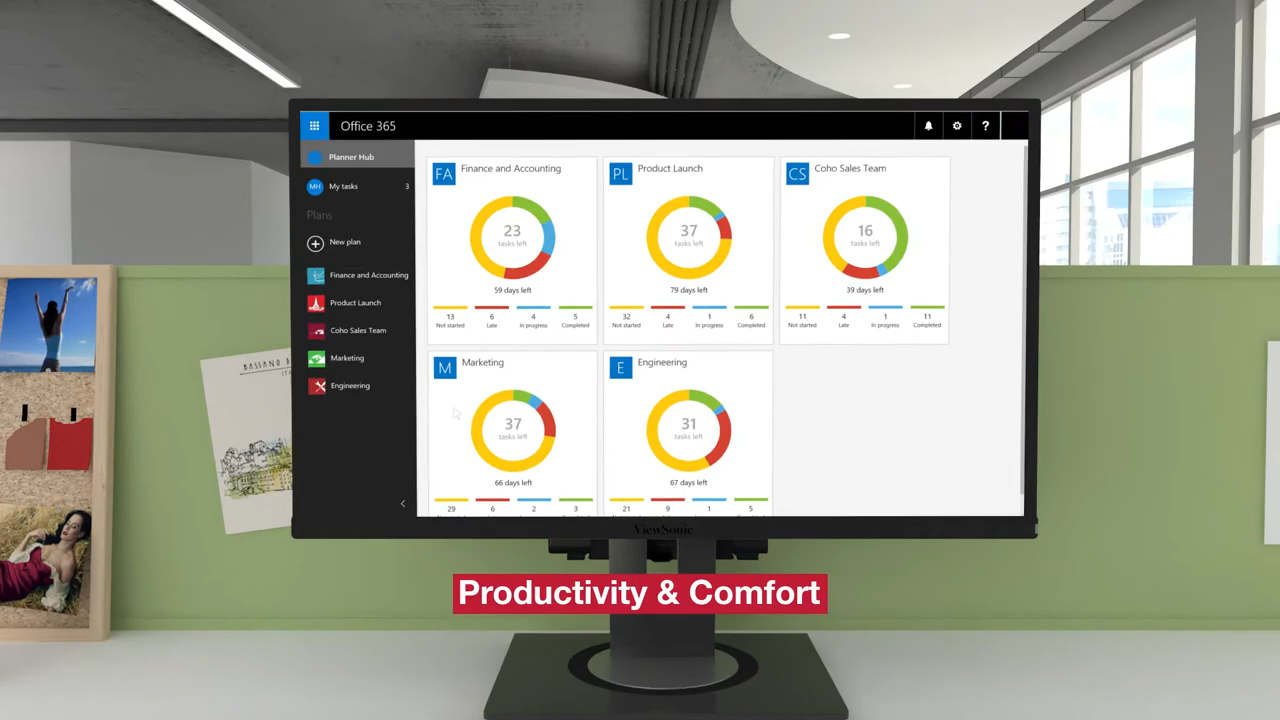 Office 365
?
Planner Hub
MH My tasks 3
Plans
New plan
Finance and Accounting
Product Launch
Coho Sales Team
Marketing
Engineering
FA Finance and Accounting
23
tasks left
59 days left
13 6 4 5
Not started Late In progress Completed
PL Product Launch
37
tasks left
79 days left
32 4 1 6
Not started Late In progress Completed
CS Coho Sales Team
16
tasks left
39 days left
11 4 1 11
Not started Late In progress Completed
M Marketing
37
tasks left
66 days left
29 6 2 3
E Engineering
31
tasks left
67 days left
21 9 1 5
BASSANO
ViewSonic
Productivity & Comfort